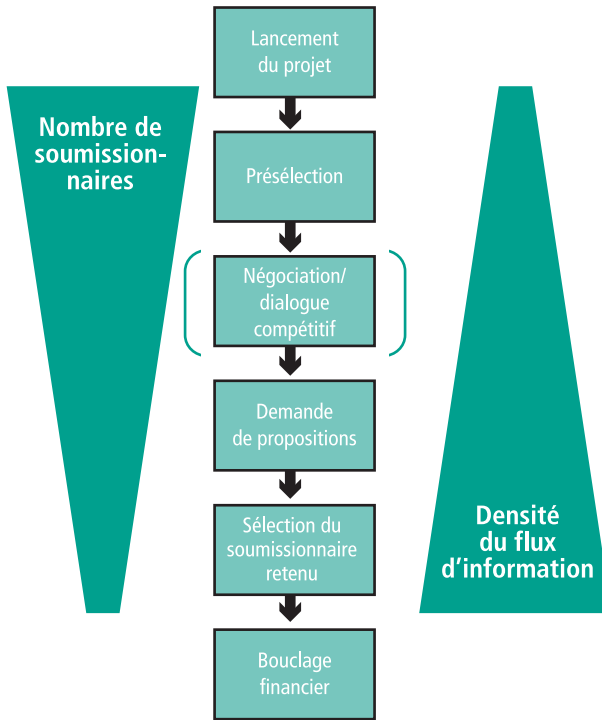 Lancement
du projet
Nombre de
soumission-
naires
Présélection
Négociation/
dialogue
compétitif
Demande
de propositions
Sélection du
soumissionnaire
retenu
Densité
du flux
d'information
Bouclage
financier